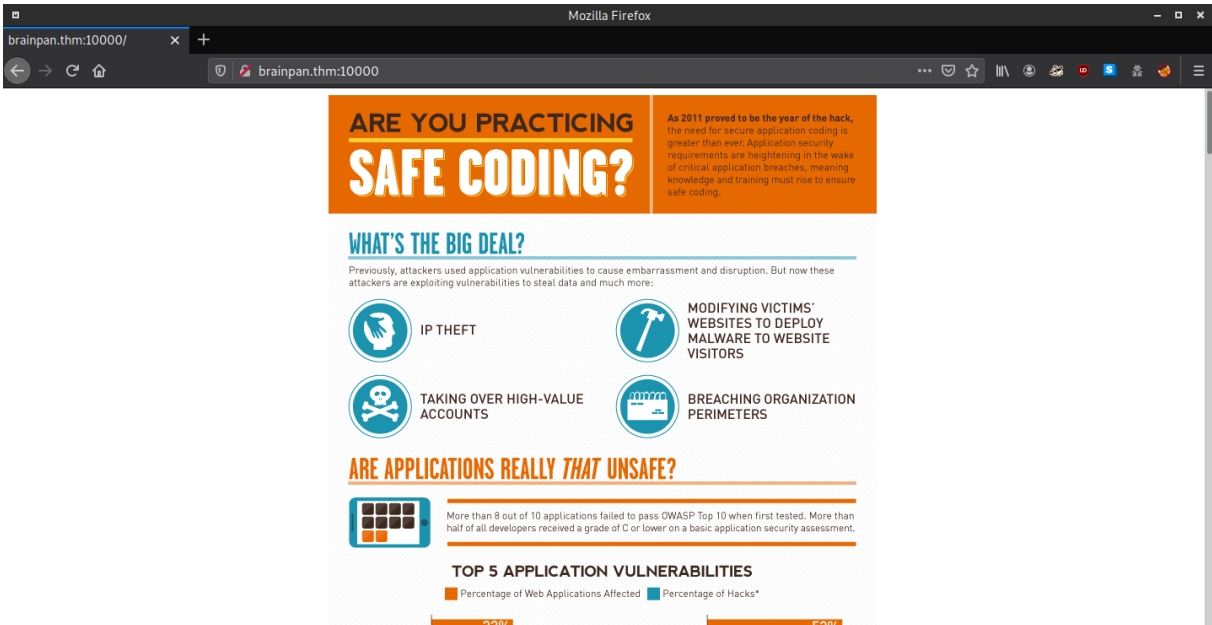 Mozilla Firefox
brainpan.thm:10000/
brainpan.thm:10000
ARE YOU PRACTICING
SAFE CODING?
As 2011 proved to be the year of the hack,
the need for secure application coding is
greater than ever. Application security
requirements are heightening in the wake
of critical application breaches, meaning
knowledge and training must rise to ensure
safe coding.
WHAT'S THE BIG DEAL?
Previously, attackers used application vulnerabilities to cause embarrassment and disruption. But now these
attackers are exploiting vulnerabilities to steal data and much more:
IP THEFT
MODIFYING VICTIMS'
WEBSITES TO DEPLOY
MALWARE TO WEBSITE
VISITORS
TAKING OVER HIGH-VALUE
ACCOUNTS
BREACHING ORGANIZATION
PERIMETERS
ARE APPLICATIONS REALLY THAT UNSAFE?
More than 8 out of 10 applications failed to pass OWASP Top 10 when first tested. More than
half of all developers received a grade of C or lower on a basic application security assessment.
TOP 5 APPLICATION VULNERABILITIES
Percentage of Web Applications Affected Percentage of Hacks*